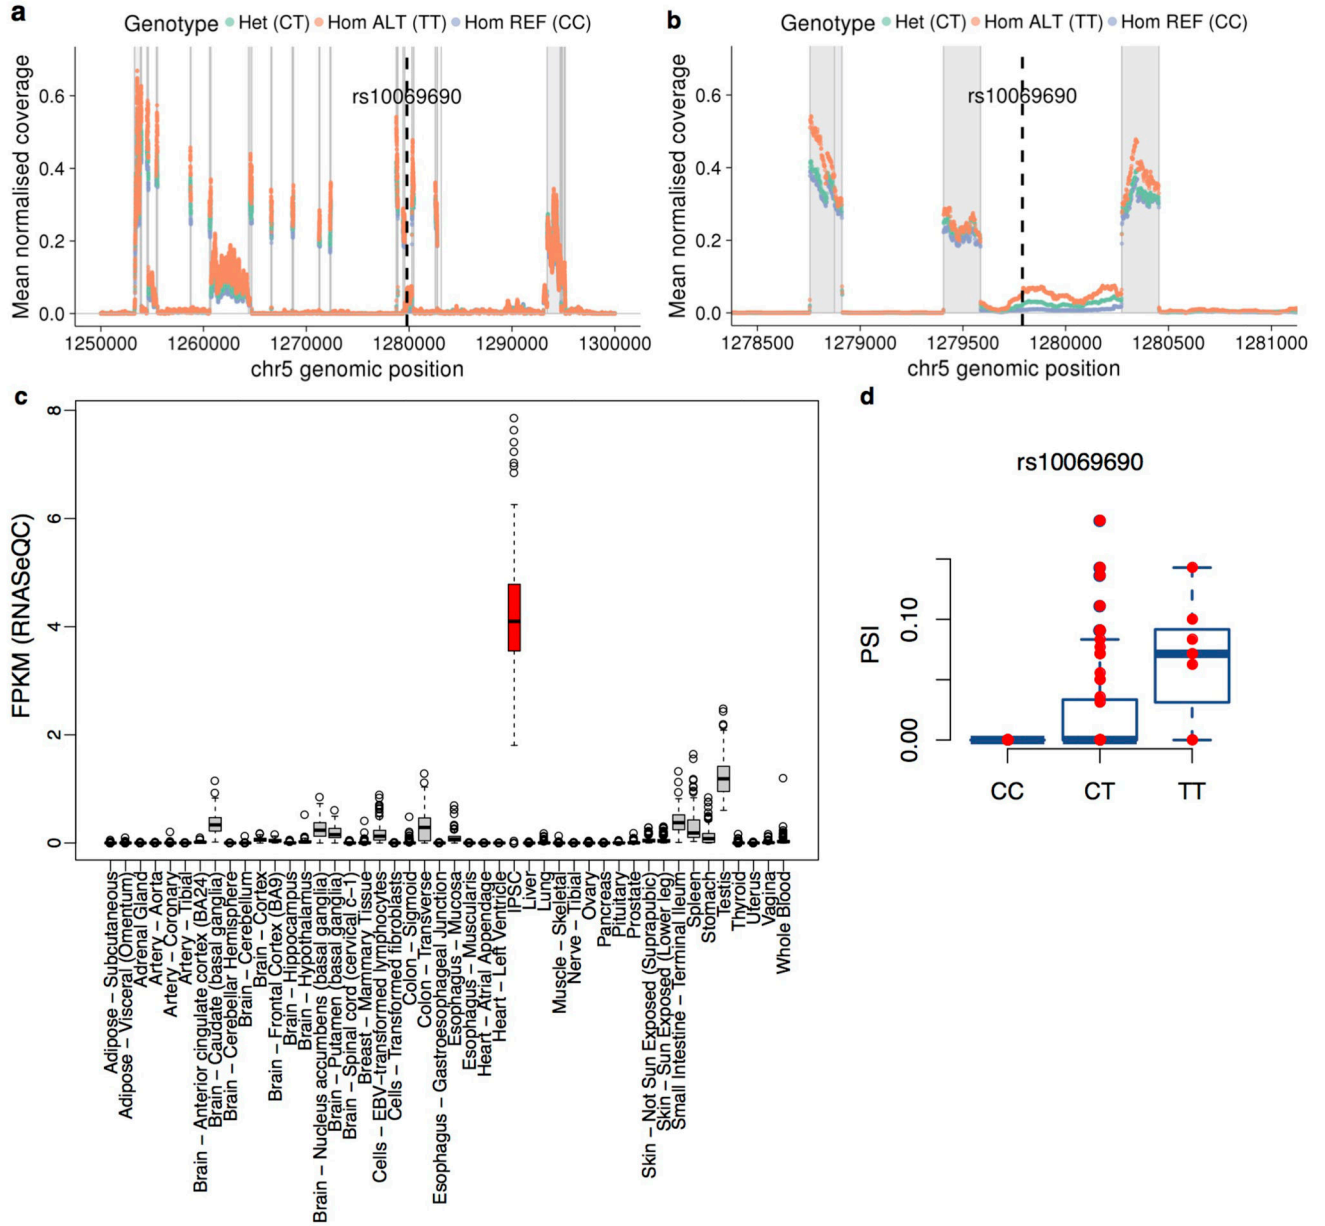 a
Genotype Het (CT) Hom ALT (TT) Hom REF (CC)
rs10069690
Mean normalised coverage
0.6
0.4
0.2
0.0
1250000 1260000 1270000 1280000 1290000 1300000
chr5 genomic position
b
Genotype Het (CT) Hom ALT (TT) Hom REF (CC)
rs10069690
Mean normalised coverage
0.6
0.4
0.2
0.0
1278500 1279000 1279500 1280000 1280500 1281000
chr5 genomic position
c
FPKM (RNASeQC)
8
6
4
2
0
Adipose – Subcutaneous
Adipose – Visceral (Omentum)
Adrenal Gland
Artery – Aorta
Artery – Coronary
Artery – Tibial
Brain – Anterior cingulate cortex (BA24)
Brain – Caudate (basal ganglia)
Brain – Cerebellar Hemisphere
Brain – Cerebellum
Brain – Cortex
Brain – Frontal Cortex (BA9)
Brain – Hippocampus
Brain – Hypothalamus
Brain – Nucleus accumbens (basal ganglia)
Brain – Putamen (basal ganglia)
Brain – Spinal cord (cervical c–1)
Breast – Mammary Tissue
Cells – EBV–transformed lymphocytes
Cells – Transformed fibroblasts
Colon – Sigmoid
Colon – Transverse
Esophagus – Gastroesophageal Junction
Esophagus – Mucosa
Esophagus – Muscularis
Heart – Atrial Appendage
Heart – Left Ventricle
IPSC
Liver
Lung
Muscle – Skeletal
Nerve – Tibial
Ovary
Pancreas
Pituitary
Prostate
Skin – Not Sun Exposed (Suprapubic)
Skin – Sun Exposed (Lower leg)
Small Intestine – Terminal Ileum
Spleen
Stomach
Testis
Thyroid
Uterus
Vagina
Whole Blood
d
rs10069690
PSI
0.10
0.00
CC CT TT